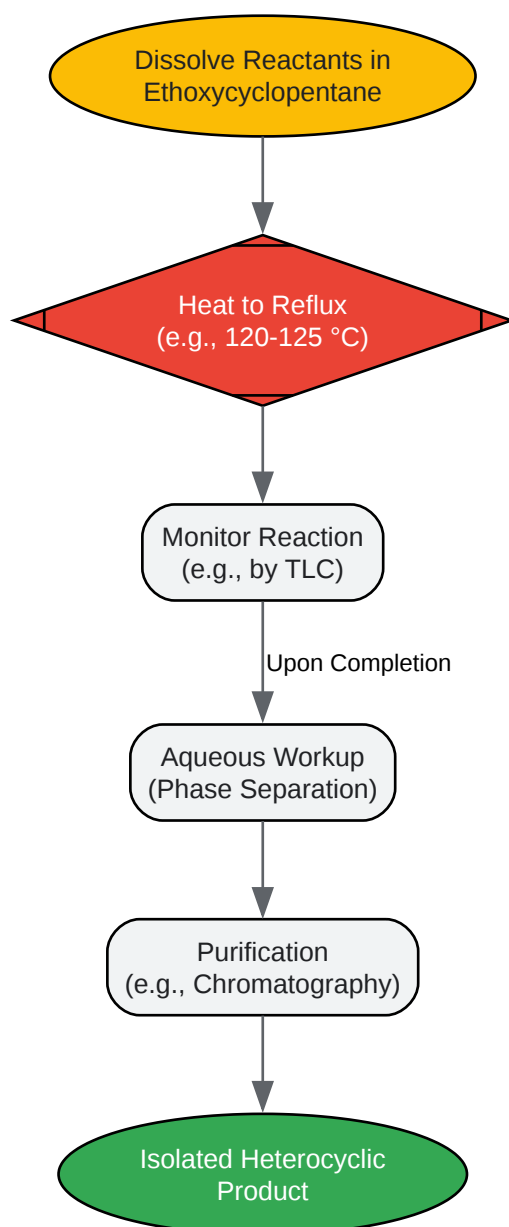 Dissolve Reactants in
Ethoxycyclopentane
Heat to Reflux
(e.g., 120-125 °C)
Monitor Reaction
(e.g., by TLC)
Upon Completion
Aqueous Workup
(Phase Separation)
Purification
(e.g., Chromatography)
Isolated Heterocyclic
Product